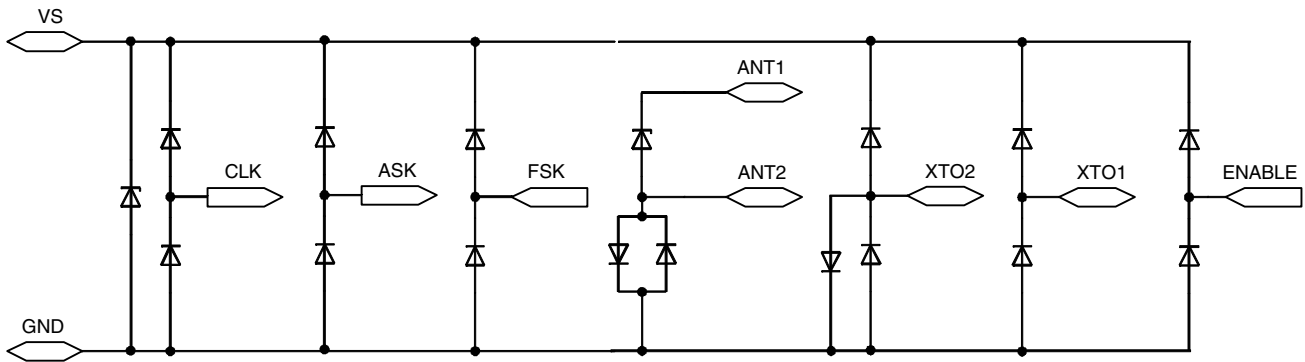 VS
ANT1
CLK
ASK
FSK
ANT2
XTO2
XTO1
ENABLE
GND